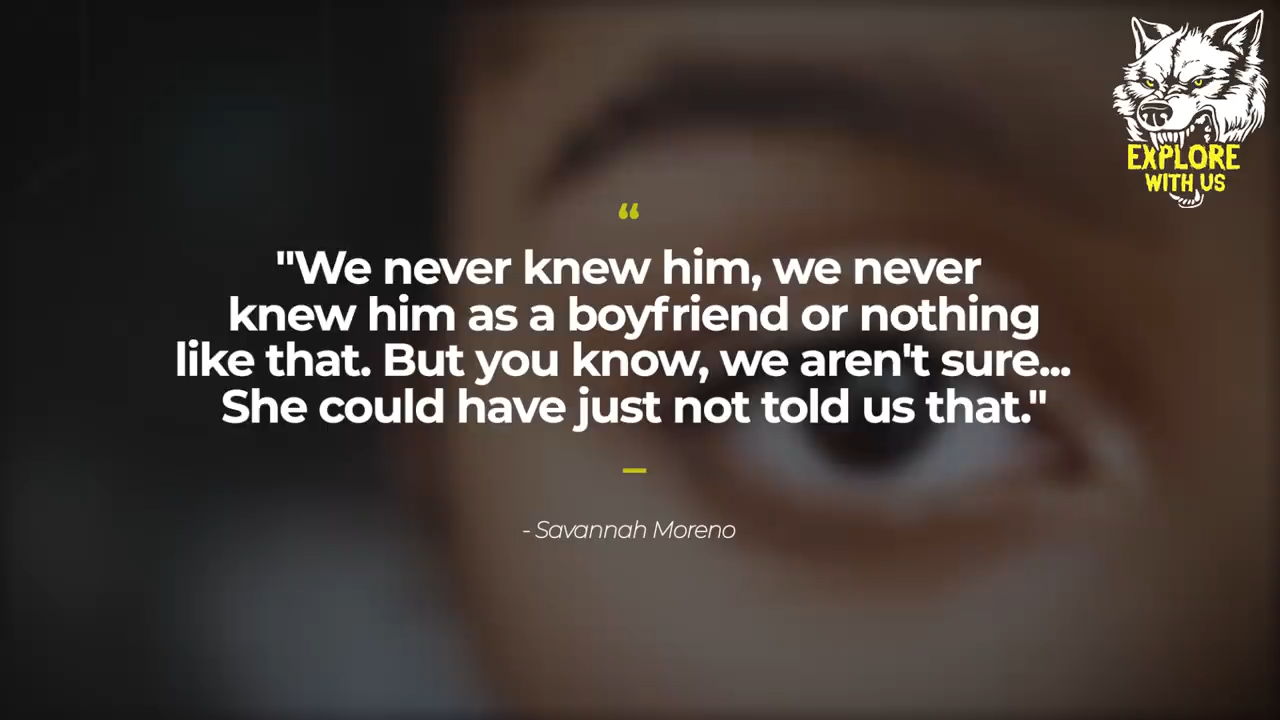 EXPLORE
WITH US
“
"We never knew him, we never
knew him as a boyfriend or nothing
like that. But you know, we aren't sure...
She could have just not told us that."
- Savannah Moreno